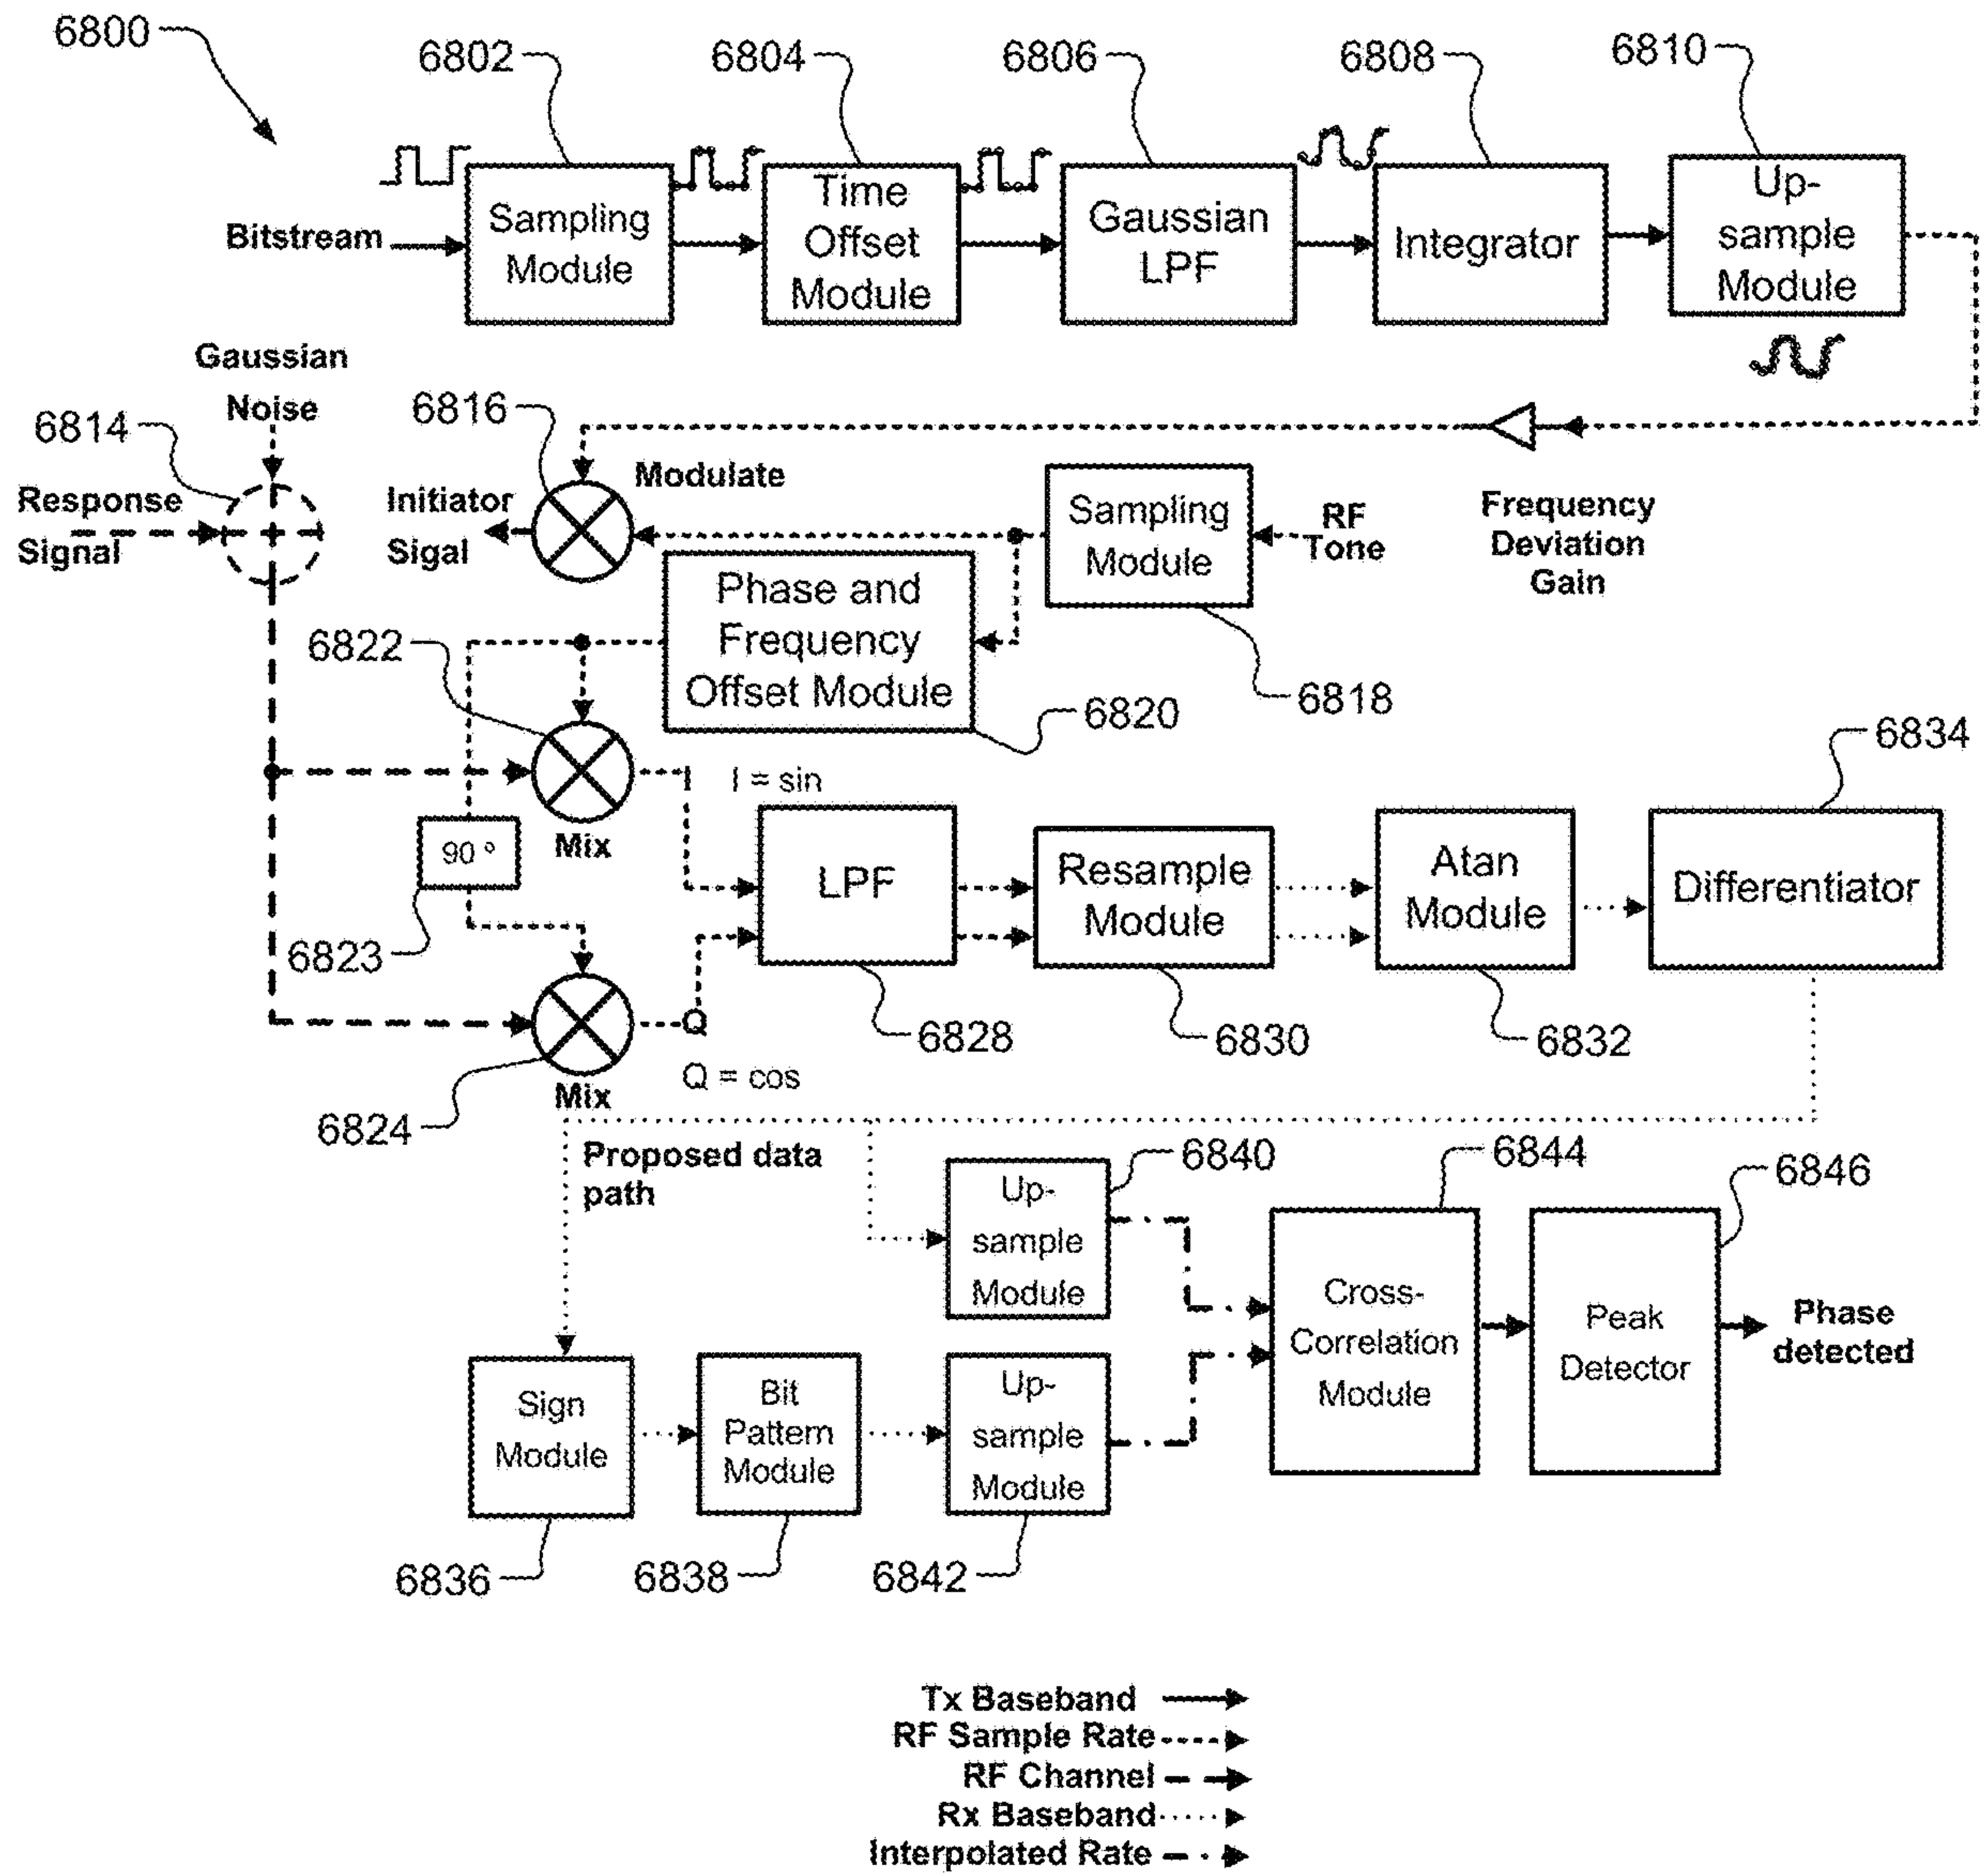 6800
6802
6804
6806
6808
6810
Bitstream
Sampling
Module
Time
Offset
Module
Gaussian
LPF
Integrator
Up-
sample
Module
Gaussian
Noise
6814
Response
Signal
6816
Initiator
Sigal
Modulate
Sampling
Module
RF
Tone
Frequency
Deviation
Gain
Phase and
Frequency
Offset Module
6818
6820
6822
I = sin
Mix
90 °
6823
LPF
Resample
Module
Atan
Module
Differentiator
6834
6828
6830
6832
I
Q
Q = cos
Mix
6824
Proposed data
path
6840
6844
6846
Up-
sample
Module
Cross-
Correlation
Module
Peak
Detector
Phase
detected
Sign
Module
Bit
Pattern
Module
Up-
sample
Module
6836
6838
6842
Tx Baseband
RF Sample Rate
RF Channel
Rx Baseband
Interpolated Rate